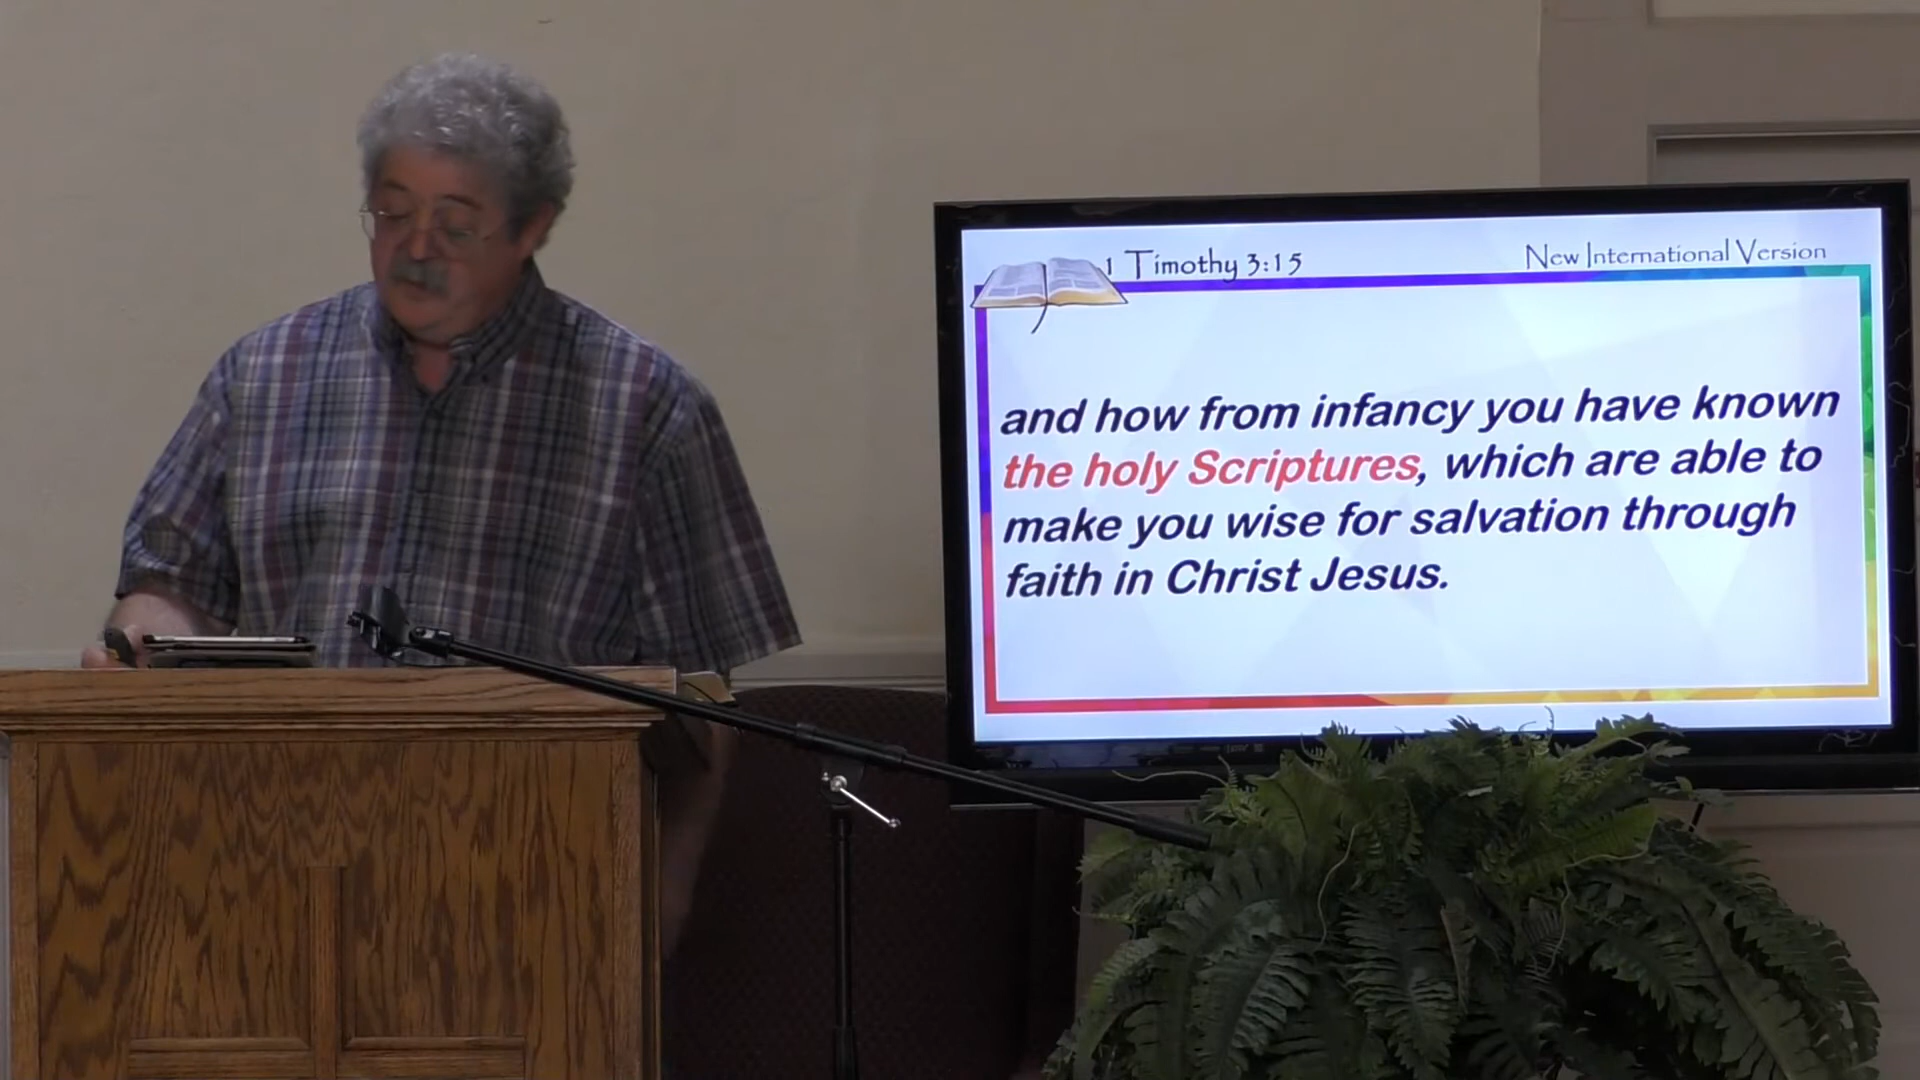 1 Timothy 3:15
New International Version
and how from infancy you have known
the holy Scriptures, which are able to
make you wise for salvation through
faith in Christ Jesus.